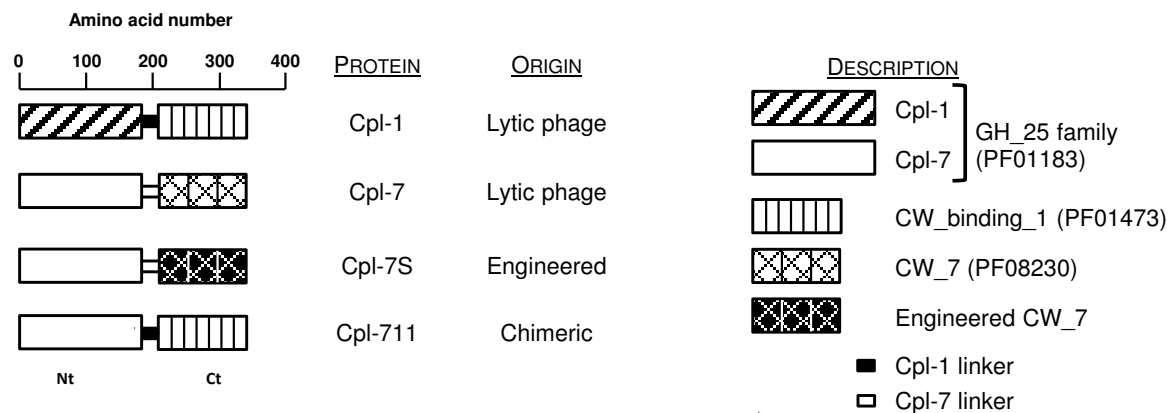 Amino acid number
0 100 200 300 400
PROTEIN ORIGIN
Cpl-1 Lytic phage
Cpl-7 Lytic phage
Cpl-7S Engineered
Cpl-711 Chimeric
Nt Ct
DESCRIPTION
Cpl-1
Cpl-7
GH_25 family
(PF01183)
CW_binding_1 (PF01473)
CW_7 (PF08230)
Engineered CW_7
Cpl-1 linker
Cpl-7 linker